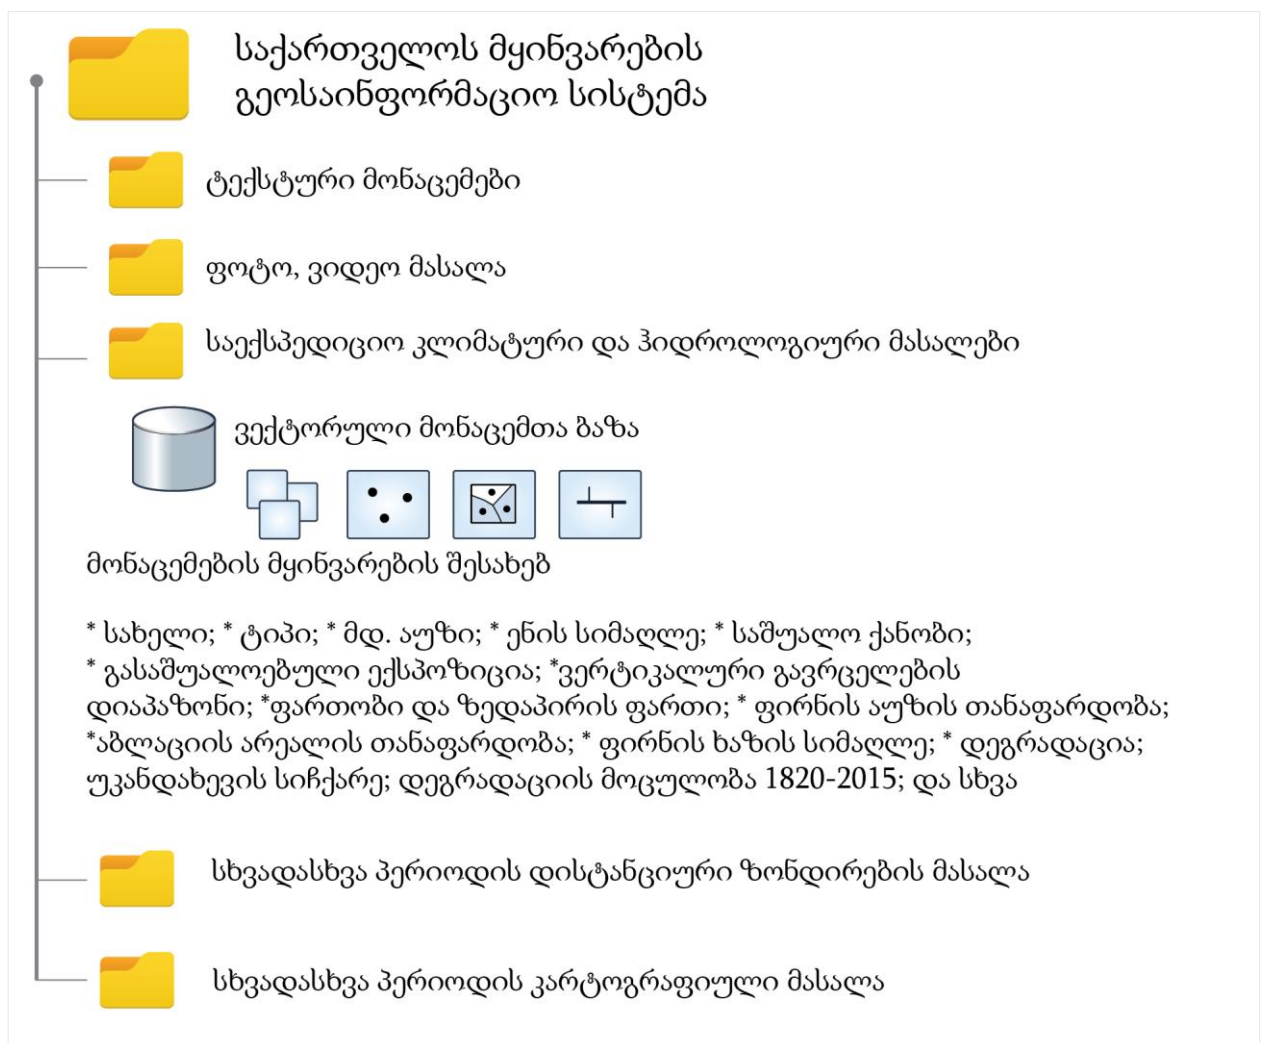 საქართველოს მყინვარების
გეოსაინფორმაციო სისტემა
ტექსტური მონაცემები
ფოტო, ვიდეო მასალა
საექსპედიციო კლიმატური და ჰიდროლოგიური მასალები
ვექტორული მონაცემთა ბაზა
მონაცემების მყინვარების შესახებ
* სახელი; * ტიპი; * მდ. აუზი; * ენის სიმაღლე; * საშუალო ქანობი;
* გასაშუალოებული ექსპოზიცია; *ვერტიკალური გავრცელების
დიაპაზონი; *ფართობი და ზედაპირის ფართი; * ფირნის აუზის თანაფარდობა;
*აბლაციის არეალის თანაფარდობა; * ფირნის ხაზის სიმაღლე; * დეგრადაცია;
უკანდახევის სიჩქარე; დეგრადაციის მოცულობა 1820-2015; და სხვა
სხვადასხვა პერიოდის დისტანციური ზონდირების მასალა
სხვადასხვა პერიოდის კარტოგრაფიული მასალა